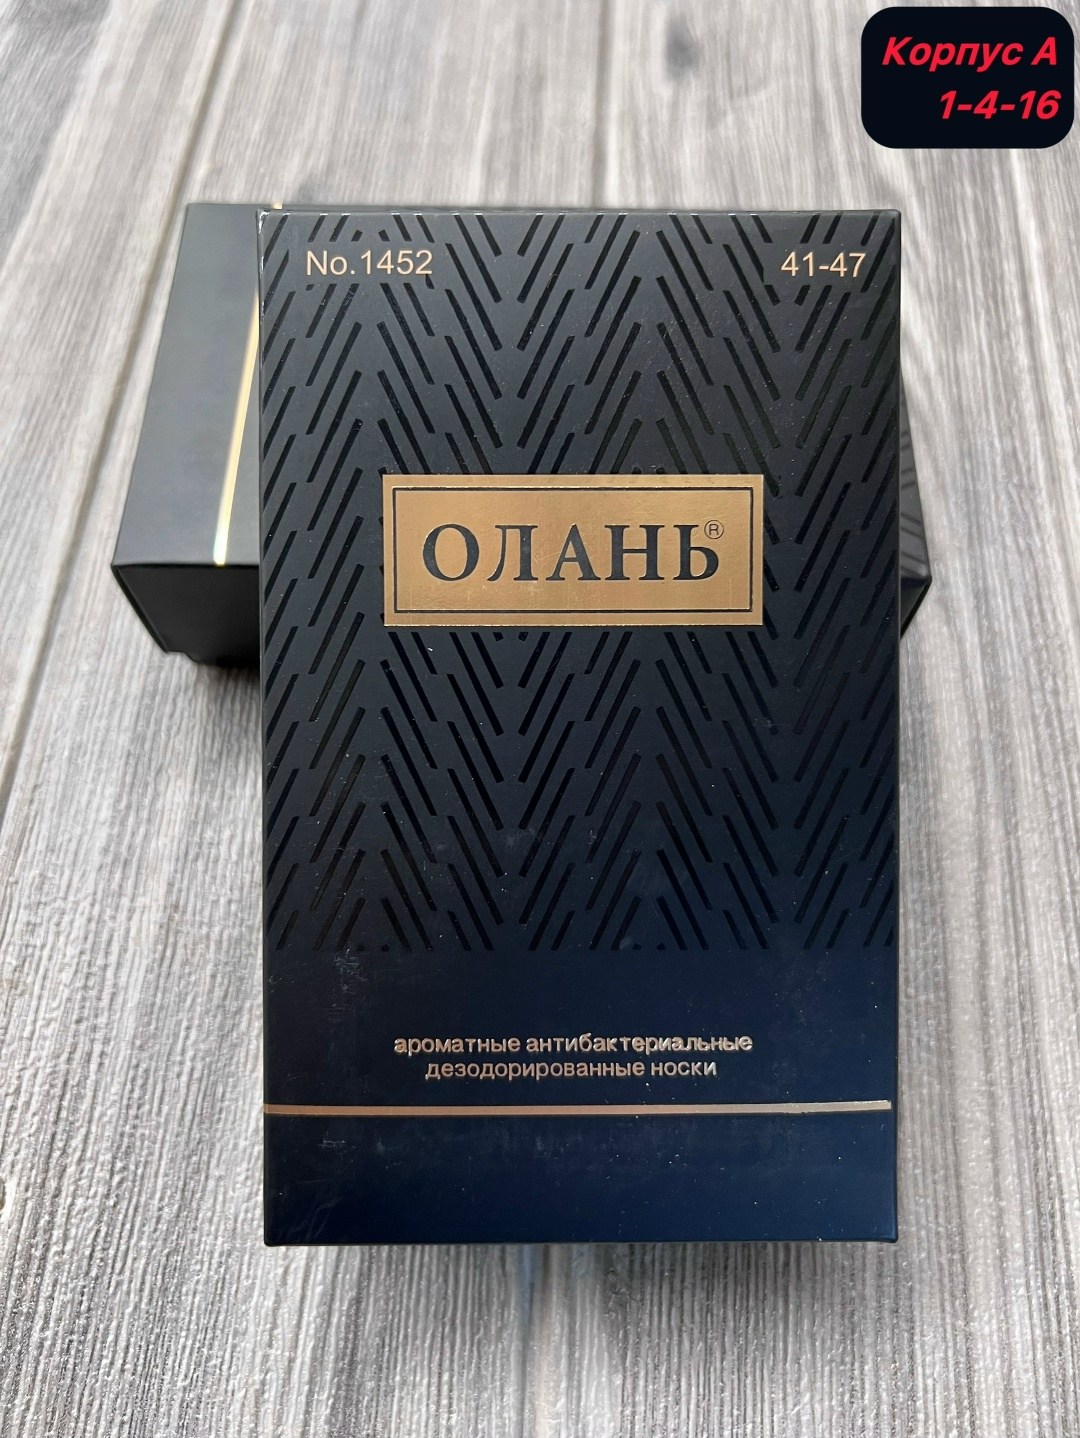 Корпус А
1-4-16
No.1452 41-47
ОЛАНЬ®
ароматные антибактериальные
дезодорированные носки